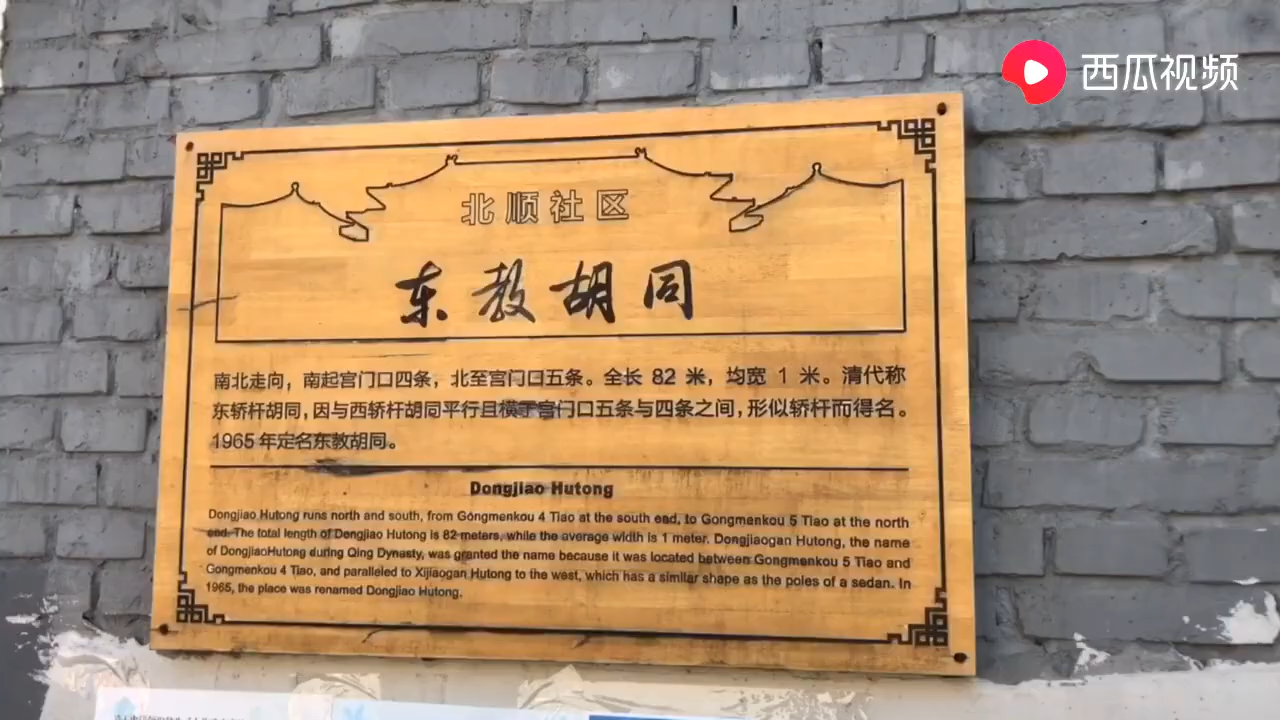 西瓜视频
北顺社区
东教胡同
南北走向，南起宫门口四条，北至宫门口五条。全长 82 米，均宽 1 米。清代称
东轿杆胡同，因与西轿杆胡同平行且横于宫门口五条与四条之间，形似轿杆而得名。
1965 年定名东教胡同。
Dongjiao Hutong
Dongjiao Hutong runs north and south, from Gongmenkou 4 Tiao at the south end, to Gongmenkou 5 Tiao at the north
end. The total length of Dongjiao Hutong is 82 meters, while the average width is 1 meter. Dongjiaogan Hutong, the name
of DongjiaoHutong during Qing Dynasty, was granted the name because it was located between Gongmenkou 5 Tiao and
Gongmenkou 4 Tiao, and paralleled to Xijiaogan Hutong to the west, which has a similar shape as the poles of a sedan. In
1965, the place was renamed Dongjiao Hutong.